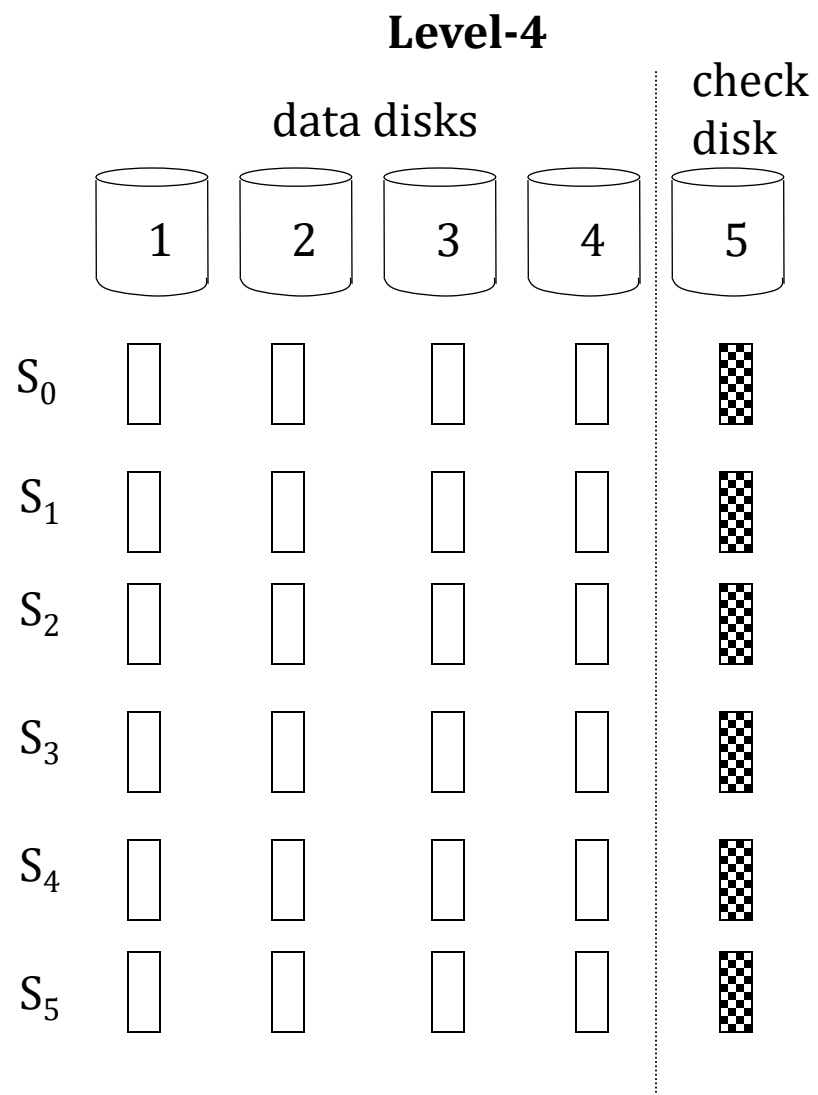 Level-4
data disks
check
disk
1 2 3 4 5
S₀
S₁
S₂
S₃
S₄
S₅